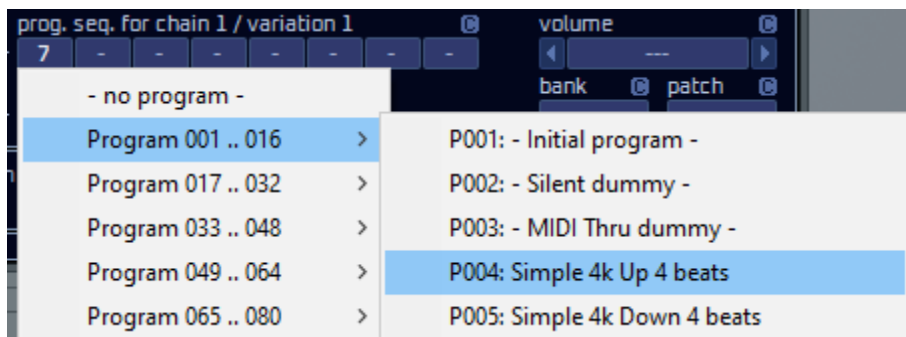 prog. seq. for chain 1 / variation 1 C volume C
7 - - - - - - - ---
- no program - bank C patch C
Program 001 .. 016 > P001: - Initial program -
Program 017 .. 032 > P002: - Silent dummy -
Program 033 .. 048 > P003: - MIDI Thru dummy -
Program 049 .. 064 > P004: Simple 4k Up 4 beats
Program 065 .. 080 > P005: Simple 4k Down 4 beats